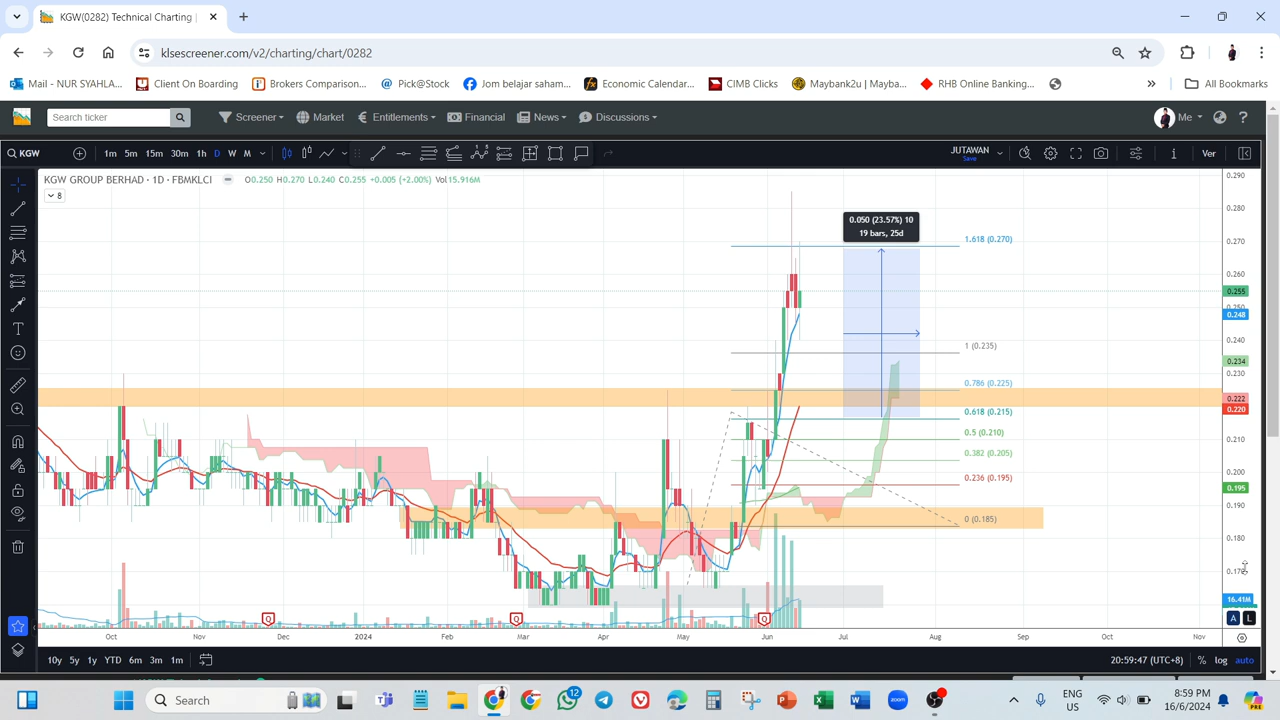 KGW(0282) Technical Charting |
klsescreener.com/v2/charting/chart/0282
Mail - NUR SYAHLA... Client On Boarding Brokers Comparison... Pick@Stock Jom belajar saham... Economic Calendar... CIMB Clicks Maybank2u | Mayba... RHB Online Banking... » All Bookmarks
Search ticker Screener Market Entitlements Financial News Discussions Me
KGW 1m 5m 15m 30m 1h D W M JUTAWAN Save Ver
KGW GROUP BERHAD · 1D · FBMKLCI O0.250 H0.270 L0.240 C0.255 +0.005 (+2.00%) Vol15.916M
8
0.290
0.280
0.050 (23.57%) 10
19 bars, 25d
1.618 (0.270)
0.270
0.260
0.255
0.250
0.248
0.240
1 (0.235)
0.234
0.230
0.786 (0.225)
0.222
0.618 (0.215)
0.220
0.5 (0.210)
0.210
0.382 (0.205)
0.200
0.236 (0.195)
0.195
0.190
0 (0.185)
0.180
0.170
16.41M
Q Q Q
A L
Oct Nov Dec 2024 Feb Mar Apr May Jun Jul Aug Sep Oct Nov
10y 5y 1y YTD 6m 3m 1m 20:59:47 (UTC+8) % log auto
Search 12 zoom ENG US 8:59 PM 16/6/2024 PRE